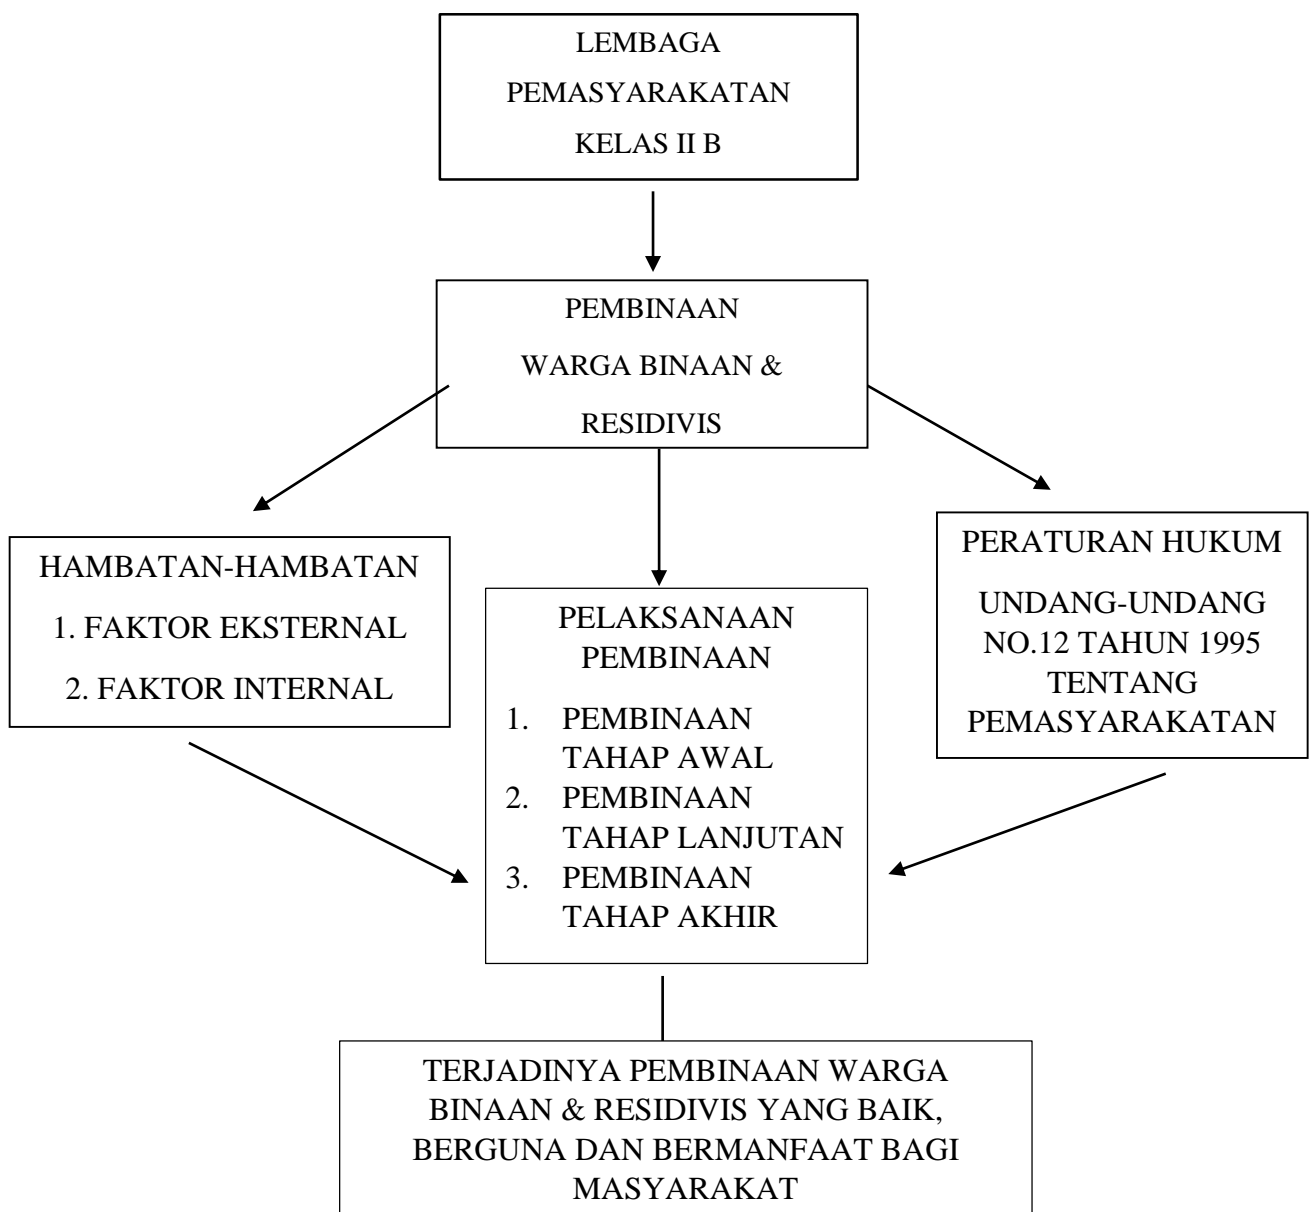 LEMBAGA
PEMASYARAKATAN
KELAS II B
PEMBINAAN
WARGA BINAAN &
RESIDIVIS
HAMBATAN-HAMBATAN
1. FAKTOR EKSTERNAL
2. FAKTOR INTERNAL
PELAKSANAAN
PEMBINAAN
1. PEMBINAAN
TAHAP AWAL
2. PEMBINAAN
TAHAP LANJUTAN
3. PEMBINAAN
TAHAP AKHIR
PERATURAN HUKUM
UNDANG-UNDANG
NO.12 TAHUN 1995
TENTANG
PEMASYARAKATAN
TERJADINYA PEMBINAAN WARGA
BINAAN & RESIDIVIS YANG BAIK,
BERGUNA DAN BERMANFAAT BAGI
MASYARAKAT